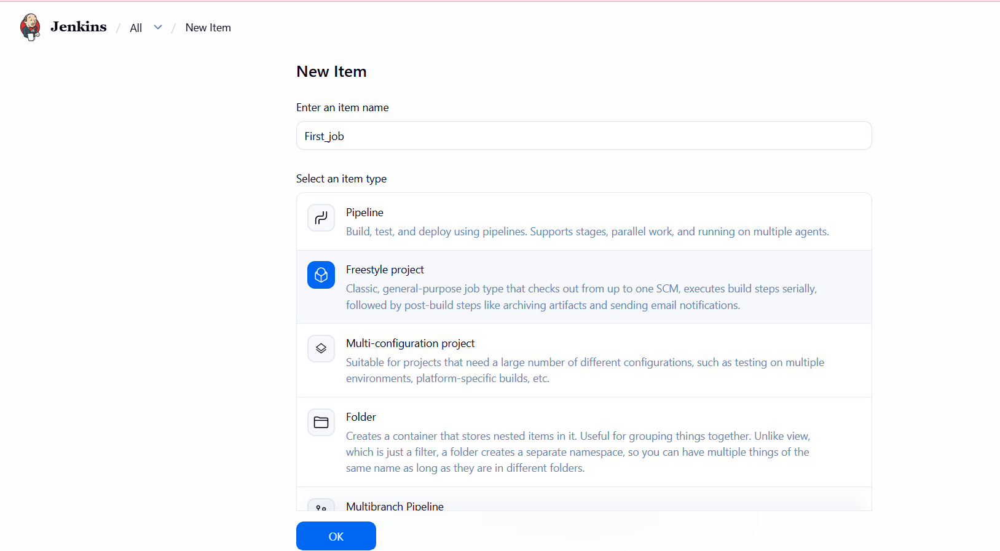 Jenkins / All / New Item
New Item
Enter an item name
First_job
Select an item type
Pipeline
Build, test, and deploy using pipelines. Supports stages, parallel work, and running on multiple agents.
Freestyle project
Classic, general-purpose job type that checks out from up to one SCM, executes build steps serially,
followed by post-build steps like archiving artifacts and sending email notifications.
Multi-configuration project
Suitable for projects that need a large number of different configurations, such as testing on multiple
environments, platform-specific builds, etc.
Folder
Creates a container that stores nested items in it. Useful for grouping things together. Unlike view,
which is just a filter, a folder creates a separate namespace, so you can have multiple things of the
same name as long as they are in different folders.
Multibranch Pipeline
OK